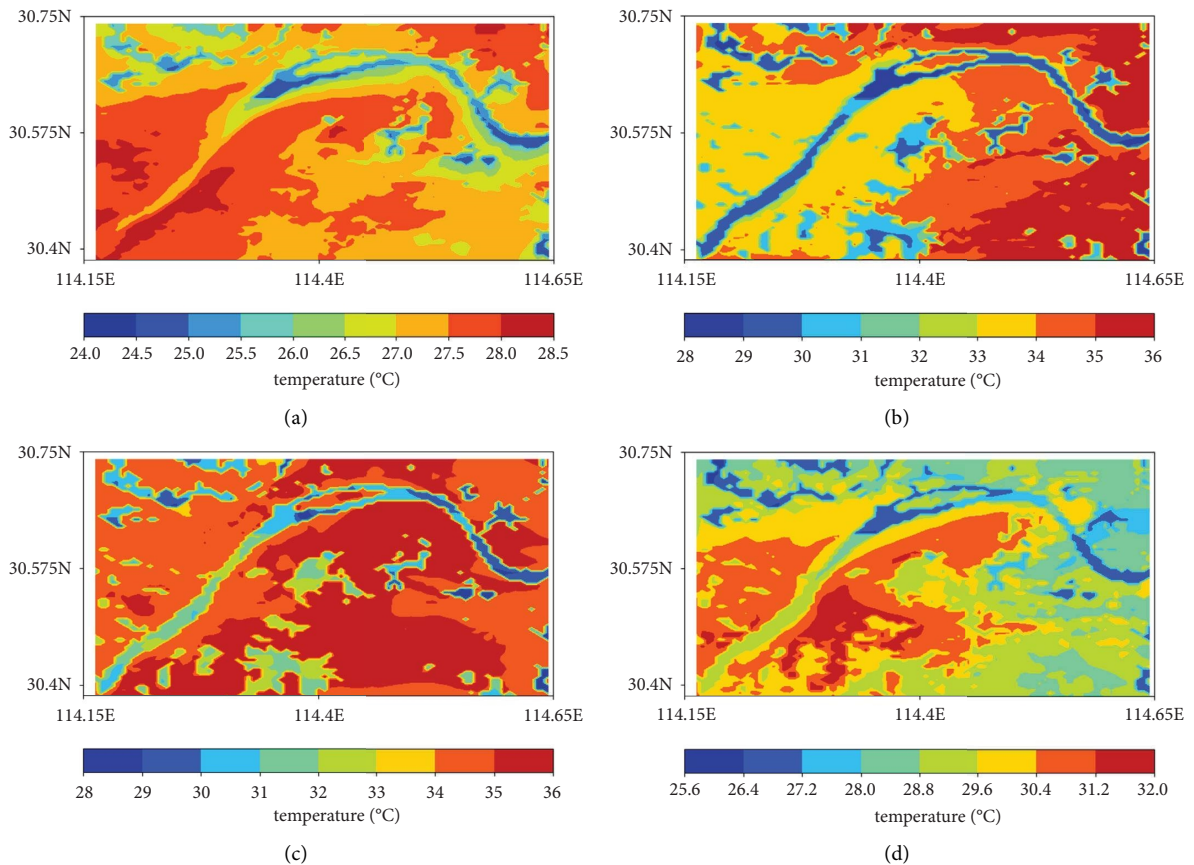 30.75N
30.575N
30.4N
114.15E 114.4E 114.65E
24.0 24.5 25.0 25.5 26.0 26.5 27.0 27.5 28.0 28.5
temperature (°C)
(a)
30.75N
30.575N
30.4N
114.15E 114.4E 114.65E
28 29 30 31 32 33 34 35 36
temperature (°C)
(b)
30.75N
30.575N
30.4N
114.15E 114.4E 114.65E
28 29 30 31 32 33 34 35 36
temperature (°C)
(c)
30.75N
30.575N
30.4N
114.15E 114.4E 114.65E
25.6 26.4 27.2 28.0 28.8 29.6 30.4 31.2 32.0
temperature (°C)
(d)